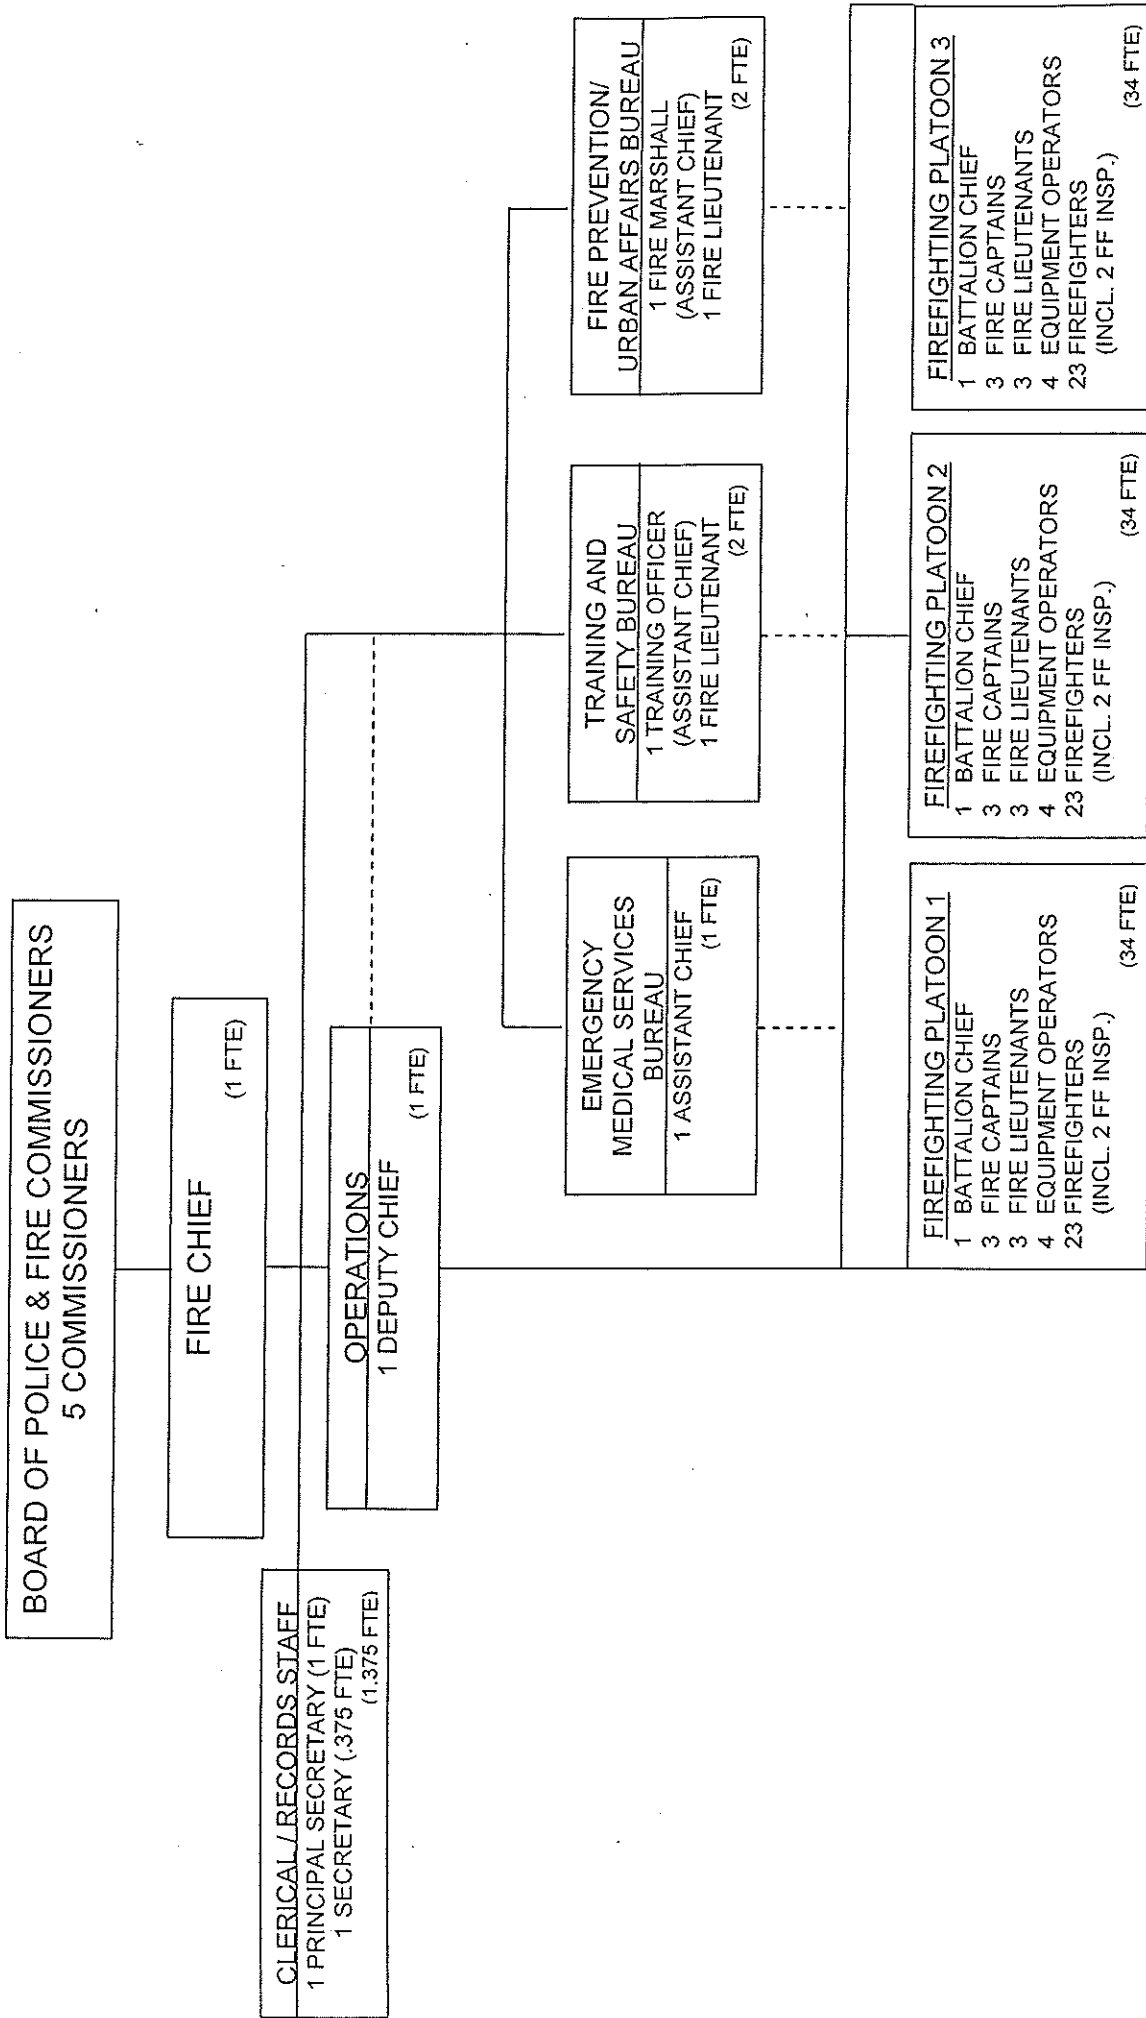 BOARD OF POLICE & FIRE COMMISSIONERS
5 COMMISSIONERS
FIRE CHIEF
(1 FTE)
CLERICAL/RECORDS STAFF
1 PRINCIPAL SECRETARY (1 FTE)
1 SECRETARY (.375 FTE)
(1.375 FTE)
OPERATIONS
1 DEPUTY CHIEF
(1 FTE)
EMERGENCY
MEDICAL SERVICES
BUREAU
1 ASSISTANT CHIEF
(1 FTE)
TRAINING AND
SAFETY BUREAU
1 TRAINING OFFICER
(ASSISTANT CHIEF)
1 FIRE LIEUTENANT
(2 FTE)
FIRE PREVENTION/
URBAN AFFAIRS BUREAU
1 FIRE MARSHALL
(ASSISTANT CHIEF)
1 FIRE LIEUTENANT
(2 FTE)
FIREFIGHTING PLATOON 1
1 BATTALION CHIEF
3 FIRE CAPTAINS
3 FIRE LIEUTENANTS
4 EQUIPMENT OPERATORS
23 FIREFIGHTERS
(INCL. 2 FF INSP.)
(34 FTE)
FIREFIGHTING PLATOON 2
1 BATTALION CHIEF
3 FIRE CAPTAINS
3 FIRE LIEUTENANTS
4 EQUIPMENT OPERATORS
23 FIREFIGHTERS
(INCL. 2 FF INSP.)
(34 FTE)
FIREFIGHTING PLATOON 3
1 BATTALION CHIEF
3 FIRE CAPTAINS
3 FIRE LIEUTENANTS
4 EQUIPMENT OPERATORS
23 FIREFIGHTERS
(INCL. 2 FF INSP.)
(34 FTE)